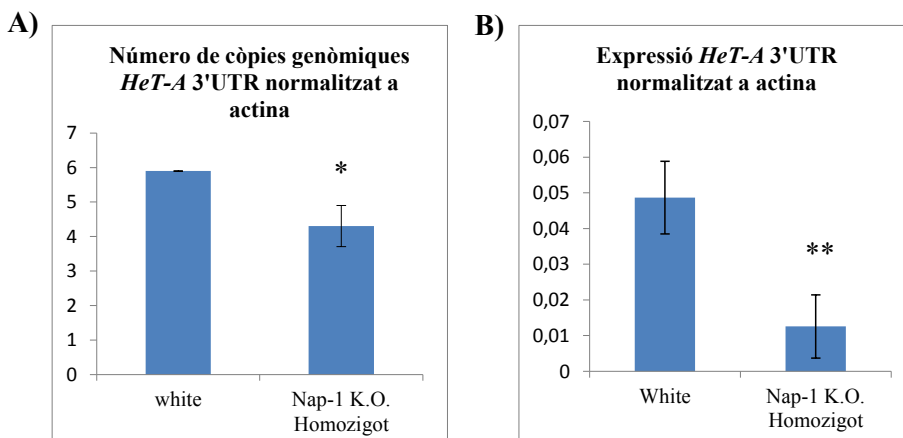 A)
Número de còpies genòmiques
HeT-A 3'UTR normalitzat a
actina
7
6
5
4
3
2
1
0
*
white
Nap-1 K.O.
Homozigot
B)
Expressió HeT-A 3'UTR
normalitzat a actina
0,07
0,06
0,05
0,04
0,03
0,02
0,01
0
**
White
Nap-1 K.O.
Homozigot